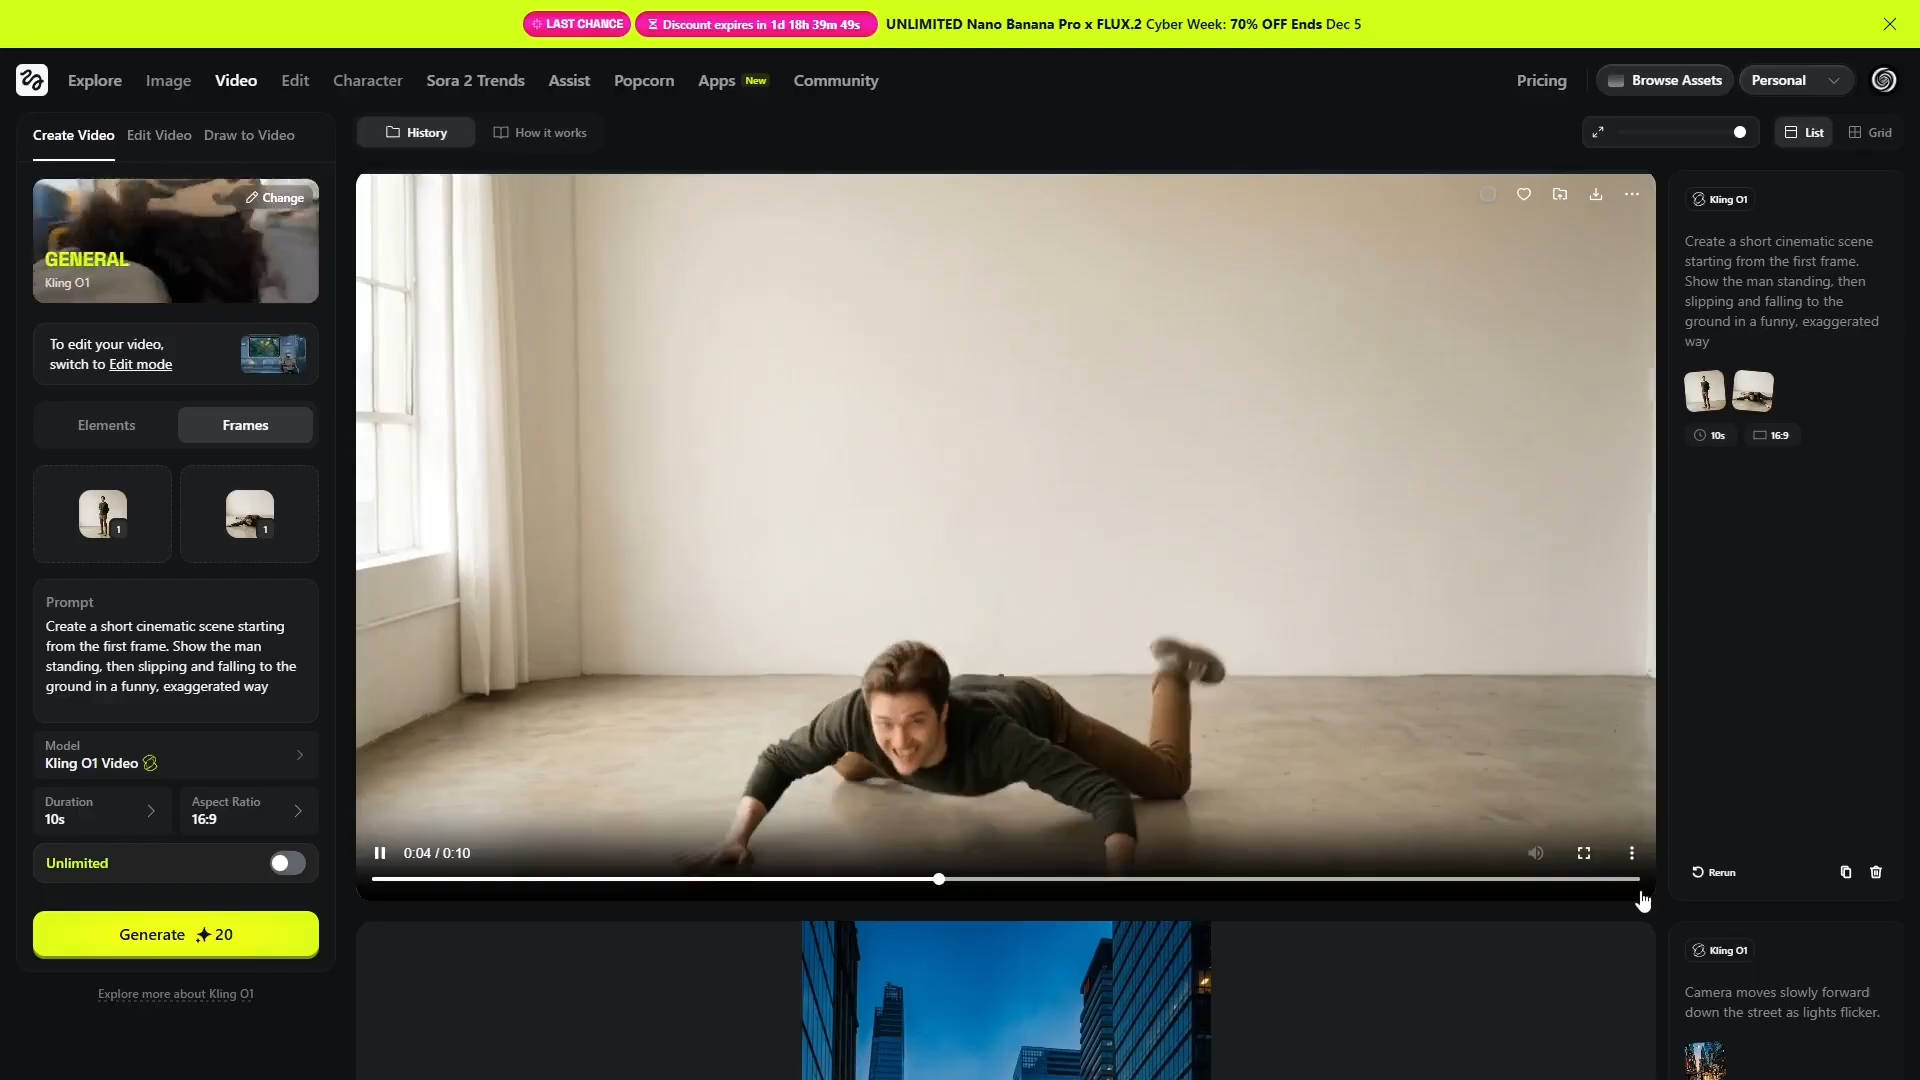 LAST CHANCE
Discount expires in 1d 18h 39m 49s
UNLIMITED Nano Banana Pro x FLUX.2 Cyber Week: 70% OFF Ends Dec 5
Explore
Image
Video
Edit
Character
Sora 2 Trends
Assist
Popcorn
Apps New
Community
Pricing
Browse Assets
Personal
Create Video
Edit Video
Draw to Video
History
How it works
List
Grid
Change
GENERAL
Kling O1
To edit your video,
switch to Edit mode
Elements
Frames
1
1
Prompt
Create a short cinematic scene starting
from the first frame. Show the man
standing, then slipping and falling to the
ground in a funny, exaggerated way
Model
Kling O1 Video
Duration
10s
Aspect Ratio
16:9
Unlimited
Generate 20
Explore more about Kling O1
0:04 / 0:10
Kling O1
Create a short cinematic scene
starting from the first frame.
Show the man standing, then
slipping and falling to the
ground in a funny, exaggerated
way
10s
16:9
Rerun
Kling O1
Camera moves slowly forward
down the street as lights flicker.